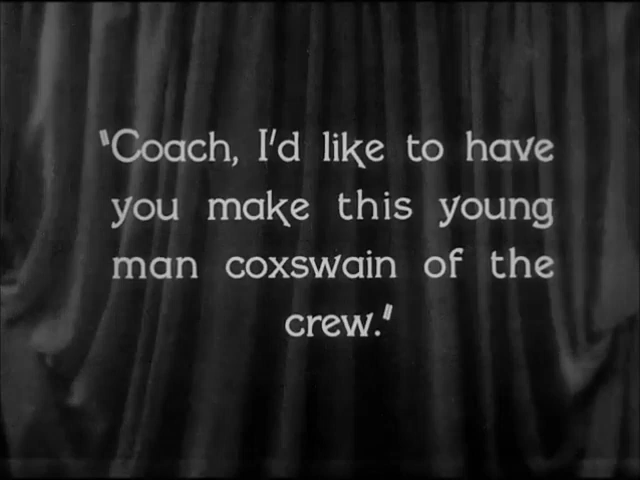 "Coach, I'd like to have
you make this young
man coxswain of the
crew."